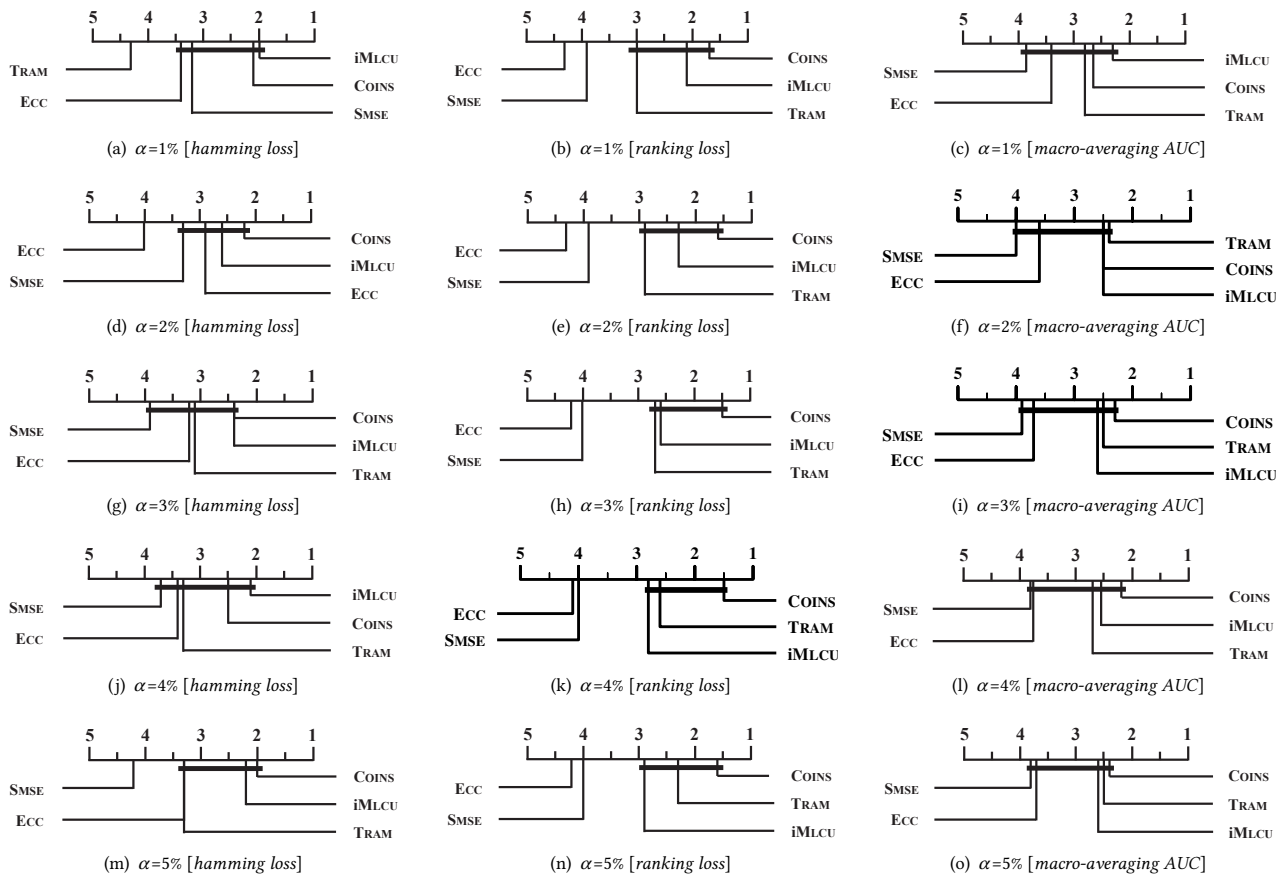 5 4 3 2 1
TRAM
ECC
iMLCU
COINS
SMSE
(a) α=1% [hamming loss]
5 4 3 2 1
ECC
SMSE
COINS
iMLCU
TRAM
(b) α=1% [ranking loss]
5 4 3 2 1
SMSE
ECC
iMLCU
COINS
TRAM
(c) α=1% [macro-averaging AUC]
5 4 3 2 1
ECC
SMSE
COINS
iMLCU
ECC
(d) α=2% [hamming loss]
5 4 3 2 1
ECC
SMSE
COINS
iMLCU
TRAM
(e) α=2% [ranking loss]
5 4 3 2 1
SMSE
ECC
TRAM
COINS
iMLCU
(f) α=2% [macro-averaging AUC]
5 4 3 2 1
SMSE
ECC
COINS
iMLCU
TRAM
(g) α=3% [hamming loss]
5 4 3 2 1
ECC
SMSE
COINS
iMLCU
TRAM
(h) α=3% [ranking loss]
5 4 3 2 1
SMSE
ECC
COINS
TRAM
iMLCU
(i) α=3% [macro-averaging AUC]
5 4 3 2 1
SMSE
ECC
iMLCU
COINS
TRAM
(j) α=4% [hamming loss]
5 4 3 2 1
ECC
SMSE
COINS
TRAM
iMLCU
(k) α=4% [ranking loss]
5 4 3 2 1
SMSE
ECC
COINS
iMLCU
TRAM
(l) α=4% [macro-averaging AUC]
5 4 3 2 1
SMSE
ECC
COINS
iMLCU
TRAM
(m) α=5% [hamming loss]
5 4 3 2 1
ECC
SMSE
COINS
TRAM
iMLCU
(n) α=5% [ranking loss]
5 4 3 2 1
SMSE
ECC
COINS
TRAM
iMLCU
(o) α=5% [macro-averaging AUC]